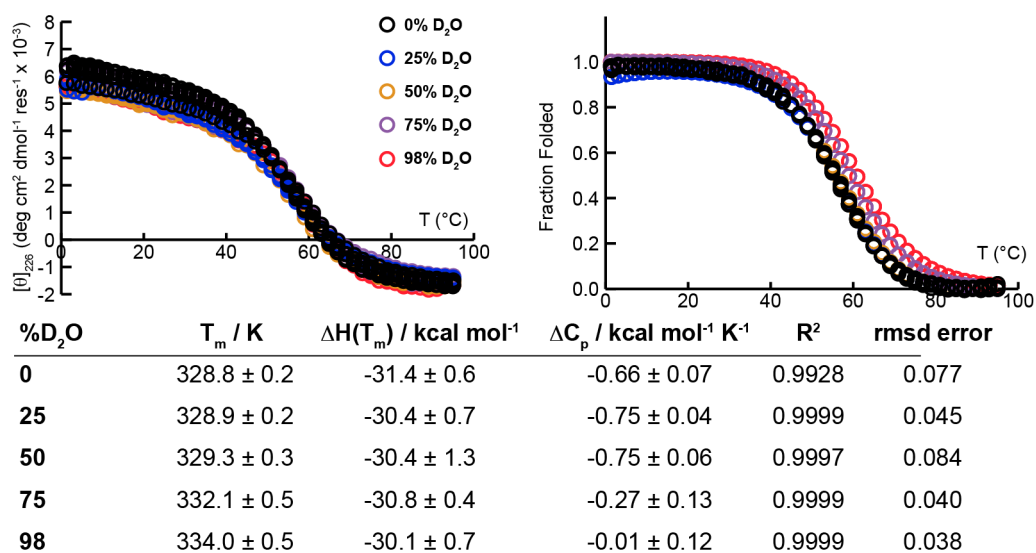 8
7
6
5
4
3
2
1
0
-1
-2
[θ]226 (deg cm² dmol⁻¹ res⁻¹ x 10⁻³)
0% D₂O
25% D₂O
50% D₂O
75% D₂O
98% D₂O
T (°C)
0 20 40 60 80 100
1.0
0.8
0.6
0.4
0.2
0.0
Fraction Folded
T (°C)
0 20 40 60 80 100
%D₂O Tₘ / K ΔH(Tₘ) / kcal mol⁻¹ ΔCₚ / kcal mol⁻¹ K⁻¹ R² rmsd error
0 328.8 ± 0.2 -31.4 ± 0.6 -0.66 ± 0.07 0.9928 0.077
25 328.9 ± 0.2 -30.4 ± 0.7 -0.75 ± 0.04 0.9999 0.045
50 329.3 ± 0.3 -30.4 ± 1.3 -0.75 ± 0.06 0.9997 0.084
75 332.1 ± 0.5 -30.8 ± 0.4 -0.27 ± 0.13 0.9999 0.040
98 334.0 ± 0.5 -30.1 ± 0.7 -0.01 ± 0.12 0.9999 0.038